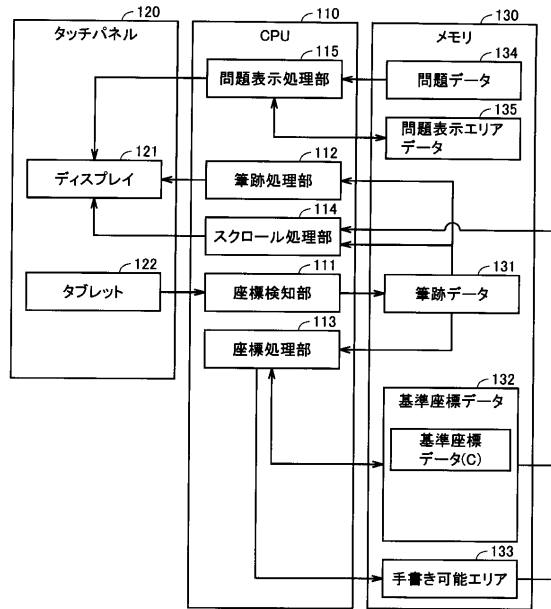 120
タッチパネル
110
CPU
130
メモリ
115
問題表示処理部
134
問題データ
135
問題表示エリア
データ
121
ディスプレイ
112
筆跡処理部
114
スクロール処理部
122
タブレット
111
座標検知部
131
筆跡データ
113
座標処理部
132
基準座標データ
基準座標
データ(C)
133
手書き可能エリア